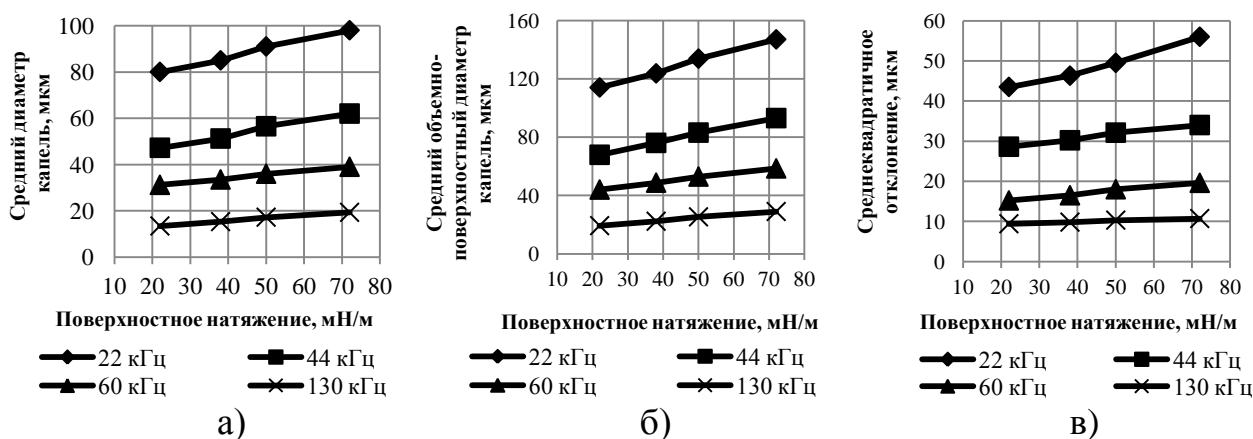 Средний диаметр
капель, мкм
100
80
60
40
20
0
10 20 30 40 50 60 70 80
Поверхностное натяжение, мН/м
22 кГц 44 кГц
60 кГц 130 кГц
а)
Средний объемно-
поверхностный диаметр
капель, мкм
160
120
80
40
0
10 20 30 40 50 60 70 80
Поверхностное натяжение, мН/м
22 кГц 44 кГц
60 кГц 130 кГц
б)
Среднеквадратичное
отклонение, мкм
60
50
40
30
20
10
0
10 20 30 40 50 60 70 80
Поверхностное натяжение, мН/м
22 кГц 44 кГц
60 кГц 130 кГц
в)